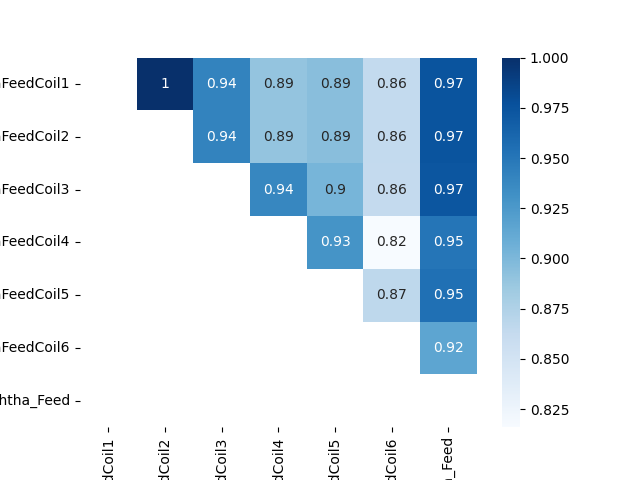 FeedCoil1 1 0.94 0.89 0.89 0.86 0.97
FeedCoil2 0.94 0.89 0.89 0.86 0.97
FeedCoil3 0.94 0.9 0.86 0.97
FeedCoil4 0.93 0.82 0.95
FeedCoil5 0.87 0.95
FeedCoil6 0.92
htha_Feed
dCoil1
dCoil2
dCoil3
dCoil4
dCoil5
dCoil6
_Feed
1.000
0.975
0.950
0.925
0.900
0.875
0.850
0.825